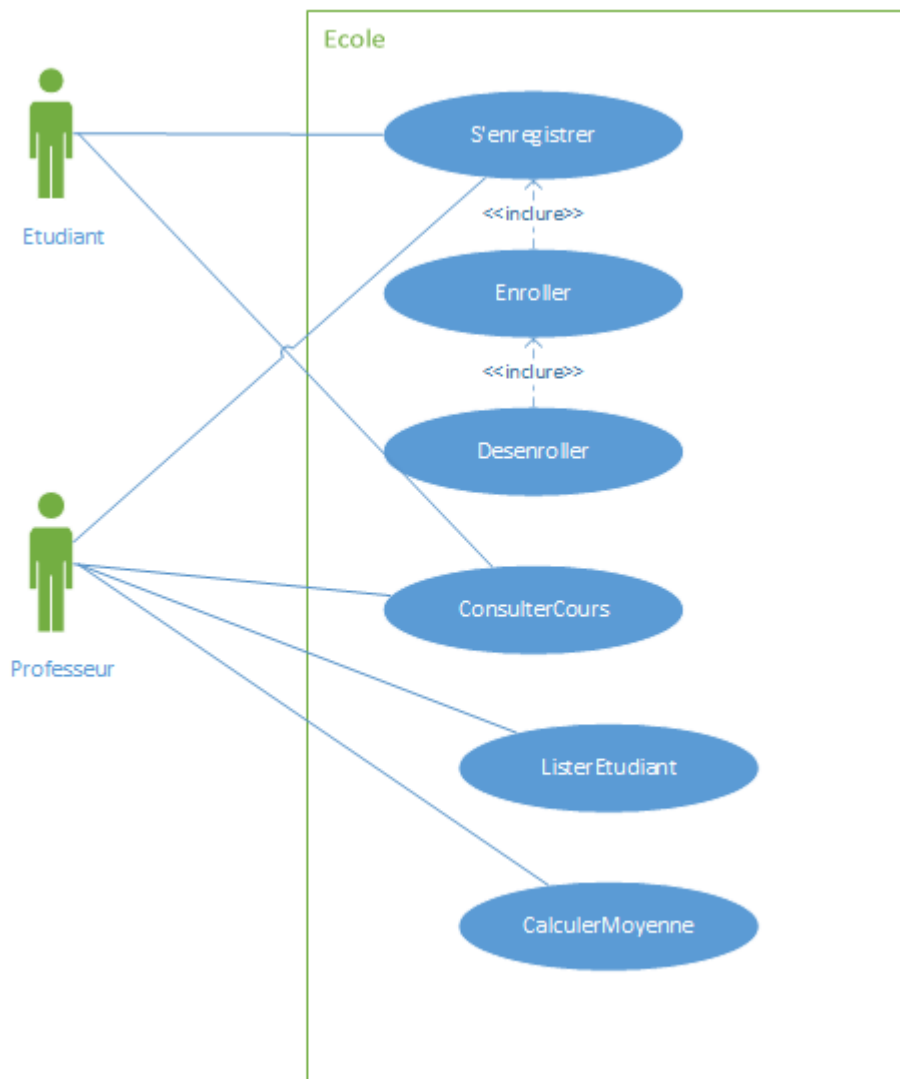 Ecole
S'enregistrer
<<inclure>>
Etudiant
Enroller
<<inclure>>
Desenroller
ConsulterCours
Professeur
ListerEtudiant
CalculerMoyenne